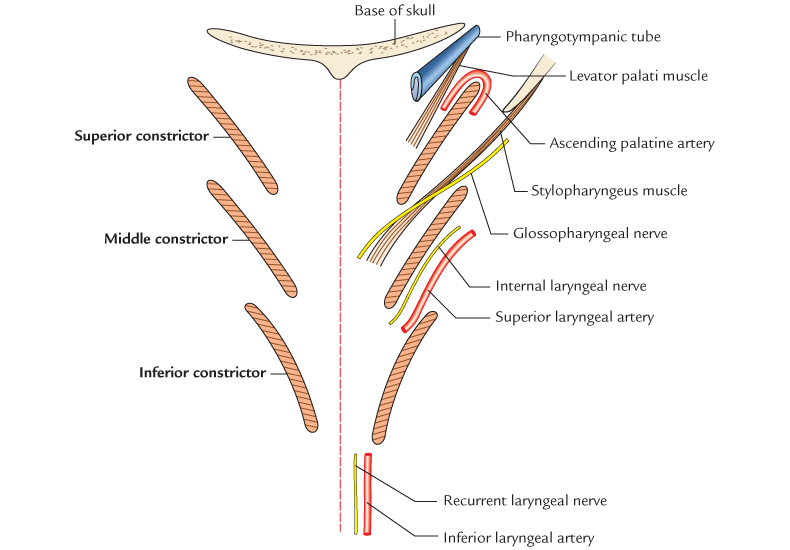 Base of skull
Pharyngotympanic tube
Levator palati muscle
Superior constrictor
Ascending palatine artery
Stylopharyngeus muscle
Middle constrictor
Glossopharyngeal nerve
Internal laryngeal nerve
Superior laryngeal artery
Inferior constrictor
Recurrent laryngeal nerve
Inferior laryngeal artery